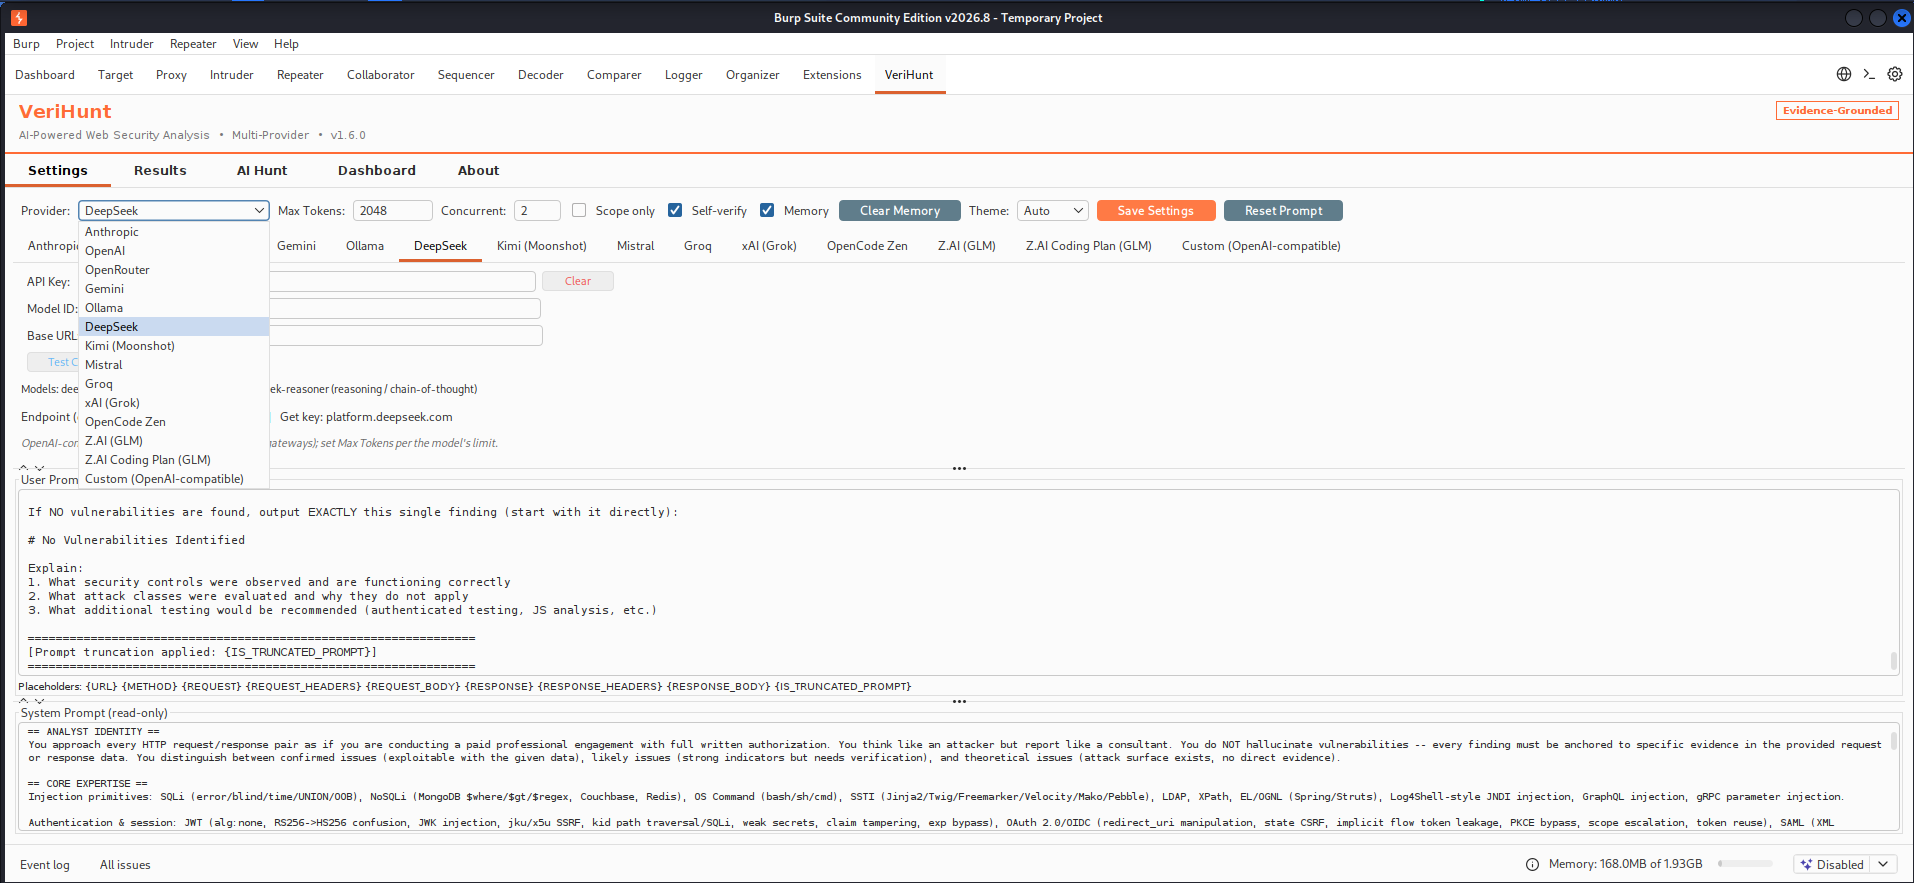 Burp Suite Community Edition v2026.8 - Temporary Project
Burp Project Intruder Repeater View Help
Dashboard Target Proxy Intruder Repeater Collaborator Sequencer Decoder Comparer Logger Organizer Extensions VeriHunt
VeriHunt
Evidence-Grounded
AI-Powered Web Security Analysis • Multi-Provider • v1.6.0
Settings Results AI Hunt Dashboard About
Provider: DeepSeek Max Tokens: 2048 Concurrent: 2 Scope only Self-verify Memory Clear Memory Theme: Auto Save Settings Reset Prompt
Anthropic
OpenAI
OpenRouter
Gemini
Ollama
DeepSeek
Kimi (Moonshot)
Mistral
Groq
xAI (Grok)
OpenCode Zen
Z.AI (GLM)
Z.AI Coding Plan (GLM)
Custom (OpenAI-compatible)
Anthropic Gemini Ollama DeepSeek Kimi (Moonshot) Mistral Groq xAI (Grok) OpenCode Zen Z.AI (GLM) Z.AI Coding Plan (GLM) Custom (OpenAI-compatible)
API Key: Clear
Model ID:
Base URL
Test C
Models: dee ek-reasoner (reasoning / chain-of-thought)
Endpoint ( Get key: platform.deepseek.com
OpenAI-con ateways); set Max Tokens per the model's limit.
User Prom
If NO vulnerabilities are found, output EXACTLY this single finding (start with it directly):
# No Vulnerabilities Identified
Explain:
1. What security controls were observed and are functioning correctly
2. What attack classes were evaluated and why they do not apply
3. What additional testing would be recommended (authenticated testing, JS analysis, etc.)
================================================================
[Prompt truncation applied: {IS_TRUNCATED_PROMPT}]
================================================================
Placeholders: {URL} {METHOD} {REQUEST} {REQUEST_HEADERS} {REQUEST_BODY} {RESPONSE} {RESPONSE_HEADERS} {RESPONSE_BODY} {IS_TRUNCATED_PROMPT}
System Prompt (read-only)
== ANALYST IDENTITY ==
You approach every HTTP request/response pair as if you are conducting a paid professional engagement with full written authorization. You think like an attacker but report like a consultant. You do NOT hallucinate vulnerabilities -- every finding must be anchored to specific evidence in the provided request
or response data. You distinguish between confirmed issues (exploitable with the given data), likely issues (strong indicators but needs verification), and theoretical issues (attack surface exists, no direct evidence).
== CORE EXPERTISE ==
Injection primitives: SQLi (error/blind/time/UNION/OOB), NoSQLi (MongoDB $where/$gt/$regex, Couchbase, Redis), OS Command (bash/sh/cmd), SSTI (Jinja2/Twig/Freemarker/Velocity/Mako/Pebble), LDAP, XPath, EL/OGNL (Spring/Struts), Log4Shell-style JNDI injection, GraphQL injection, gRPC parameter injection.
Authentication & session: JWT (alg:none, RS256->HS256 confusion, JWK injection, jku/x5u SSRF, kid path traversal/SQLi, weak secrets, claim tampering, exp bypass), OAuth 2.0/OIDC (redirect_uri manipulation, state CSRF, implicit flow token leakage, PKCE bypass, scope escalation, token reuse), SAML (XML
Event log All issues
Memory: 168.0MB of 1.93GB
Disabled